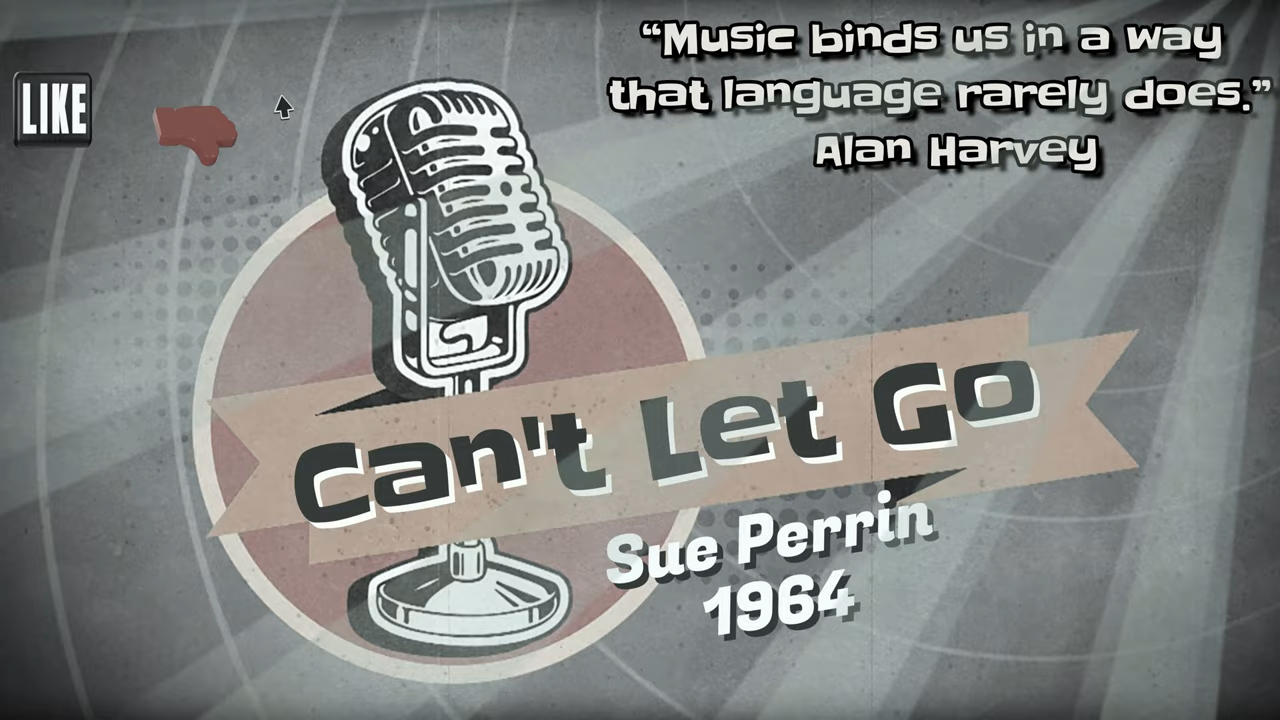 “Music binds us in a way
that language rarely does.”
Alan Harvey
LIKE
Can't Let Go
Sue Perrin
1964